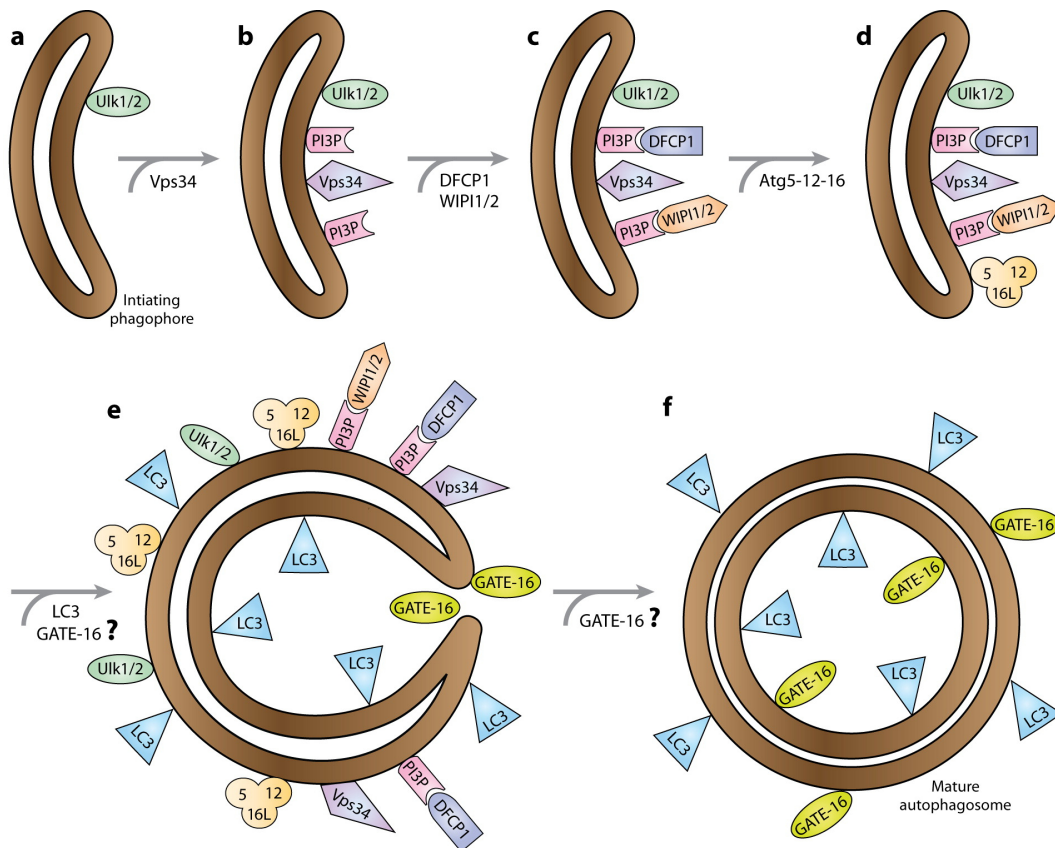 a
b
c
d
Ulk1/2
Ulk1/2
Ulk1/2
Ulk1/2
PI3P
PI3P
DFCP1
PI3P
DFCP1
Vps34
Vps34
DFCP1
WIPI1/2
Vps34
Atg5-12-16
Vps34
PI3P
PI3P
WIPI1/2
PI3P
WIPI1/2
5 12
16L
Intiating
phagophore
e
f
WIPI1/2
PI3P
DFCP1
PI3P
5 12
16L
Ulk1/2
LC3
Vps34
5 12
16L
LC3
GATE-16
GATE-16
LC3
GATE-16 ?
LC3
LC3
Ulk1/2
LC3
LC3
5 12
16L
Vps34
PI3P
DFCP1
GATE-16 ?
LC3
LC3
GATE-16
LC3
GATE-16
LC3
GATE-16
LC3
LC3
LC3
GATE-16
Mature
autophagosome